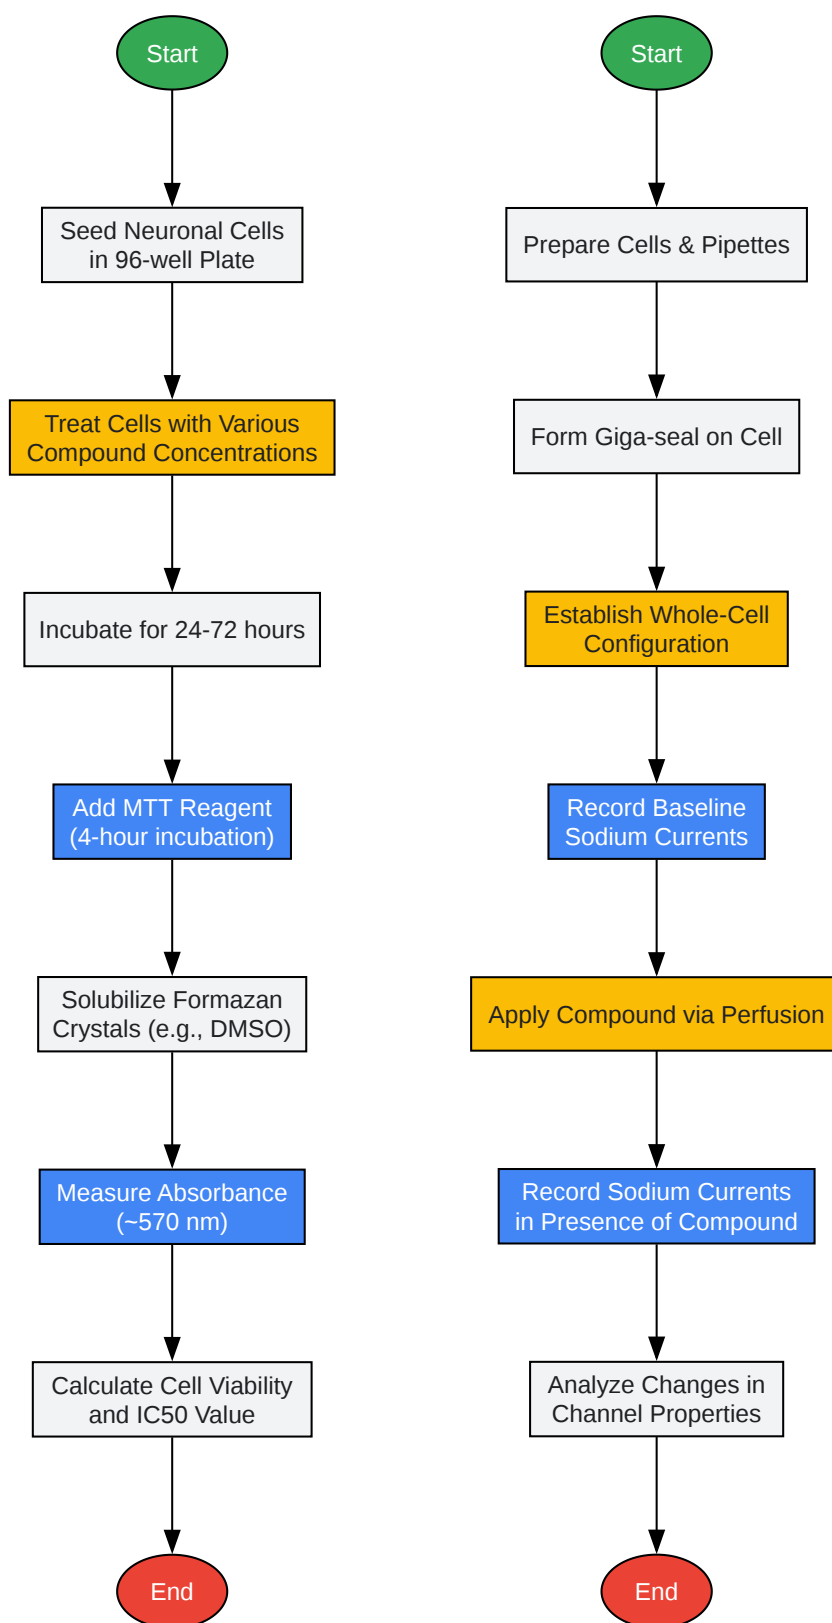 Start
Seed Neuronal Cells
in 96-well Plate
Treat Cells with Various
Compound Concentrations
Incubate for 24-72 hours
Add MTT Reagent
(4-hour incubation)
Solubilize Formazan
Crystals (e.g., DMSO)
Measure Absorbance
(~570 nm)
Calculate Cell Viability
and IC50 Value
End
Start
Prepare Cells & Pipettes
Form Giga-seal on Cell
Establish Whole-Cell
Configuration
Record Baseline
Sodium Currents
Apply Compound via Perfusion
Record Sodium Currents
in Presence of Compound
Analyze Changes in
Channel Properties
End